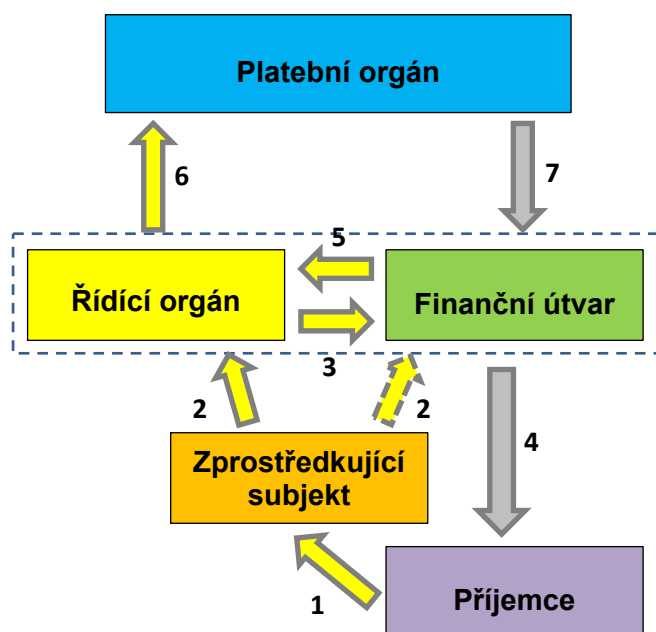 Platební orgán
6
7
5
Řídící orgán
Finanční útvar
3
2
2
4
Zprostředkující
subjekt
1
Příjemce